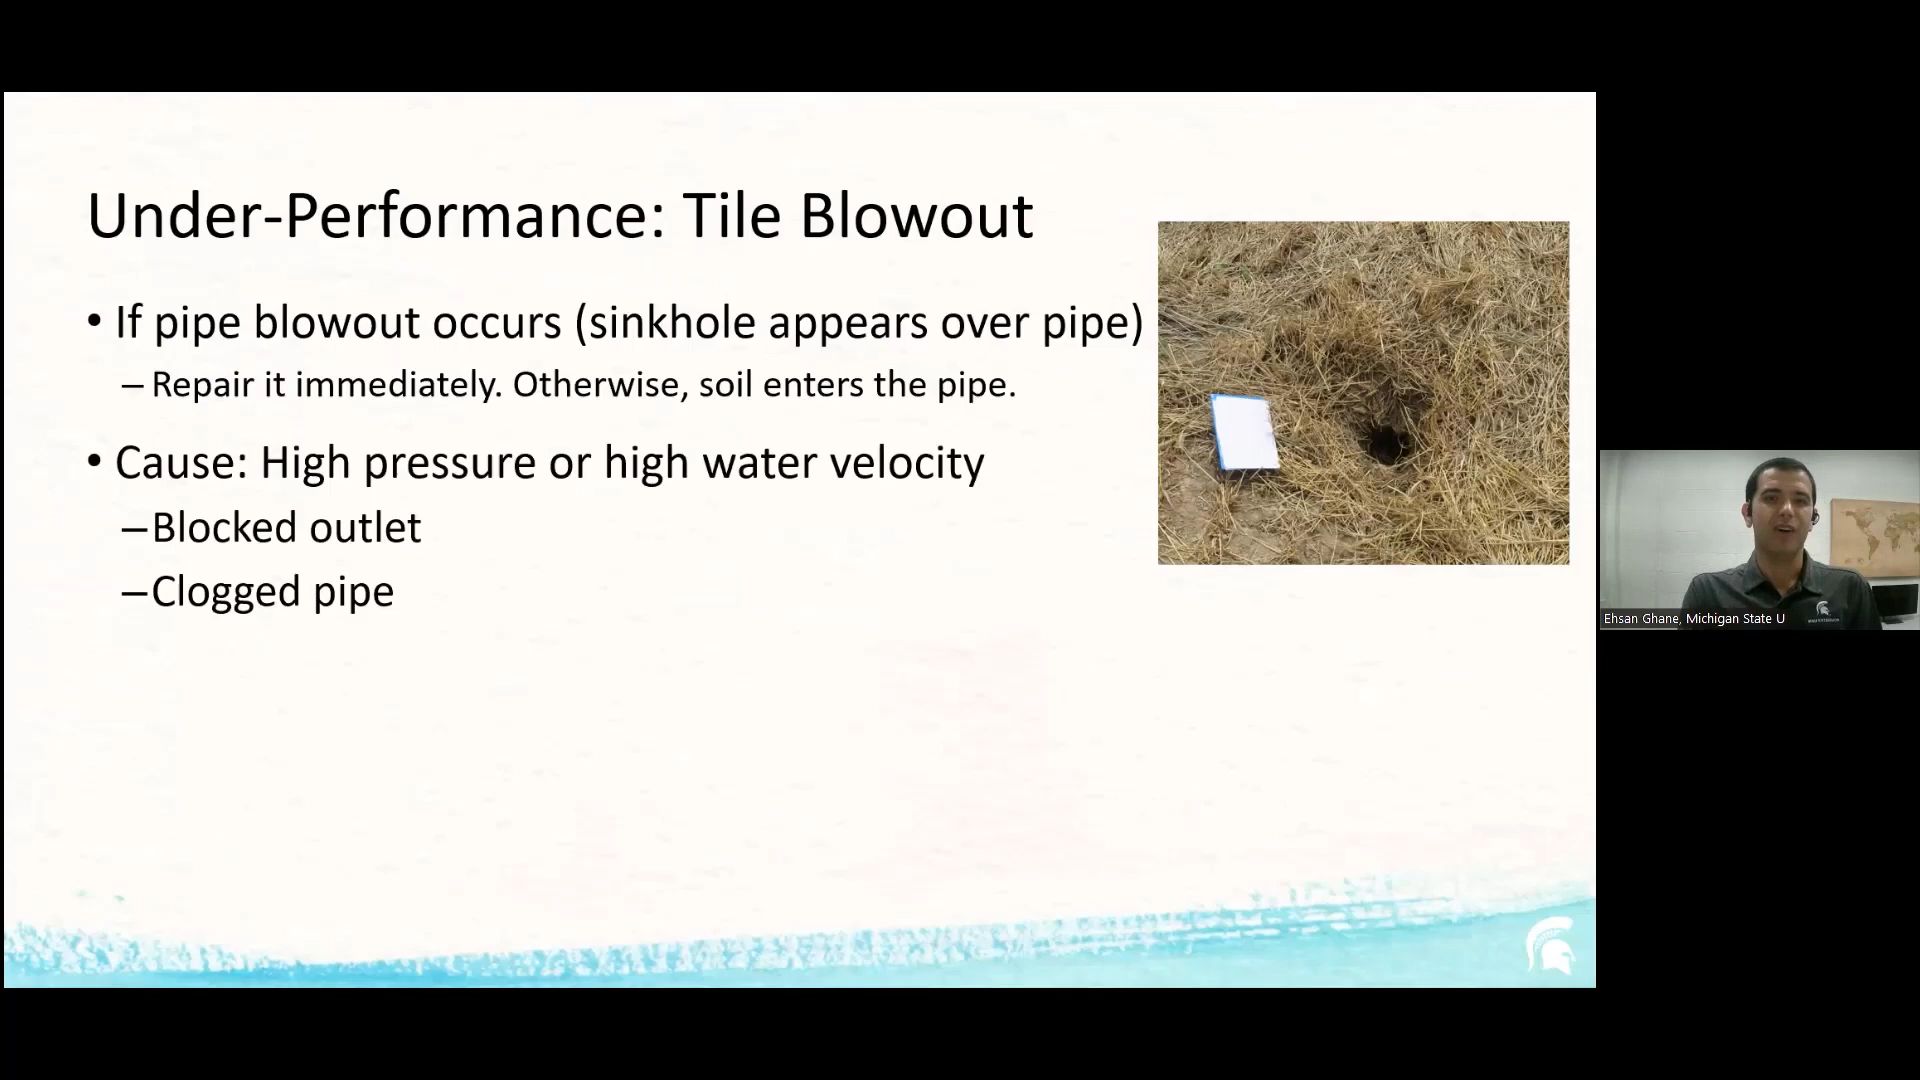 Under-Performance: Tile Blowout
• If pipe blowout occurs (sinkhole appears over pipe)
– Repair it immediately. Otherwise, soil enters the pipe.
• Cause: High pressure or high water velocity
– Blocked outlet
– Clogged pipe
Ehsan Ghane, Michigan State U